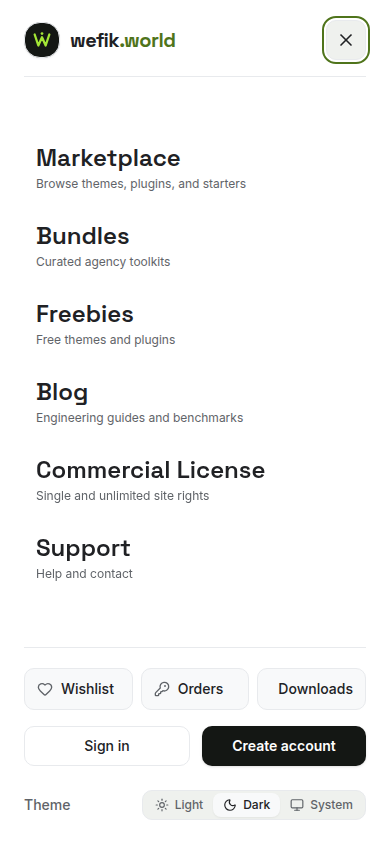 wefik.world
Marketplace
Browse themes, plugins, and starters
Bundles
Curated agency toolkits
Freebies
Free themes and plugins
Blog
Engineering guides and benchmarks
Commercial License
Single and unlimited site rights
Support
Help and contact
Wishlist Orders Downloads
Sign in Create account
Theme Light Dark System